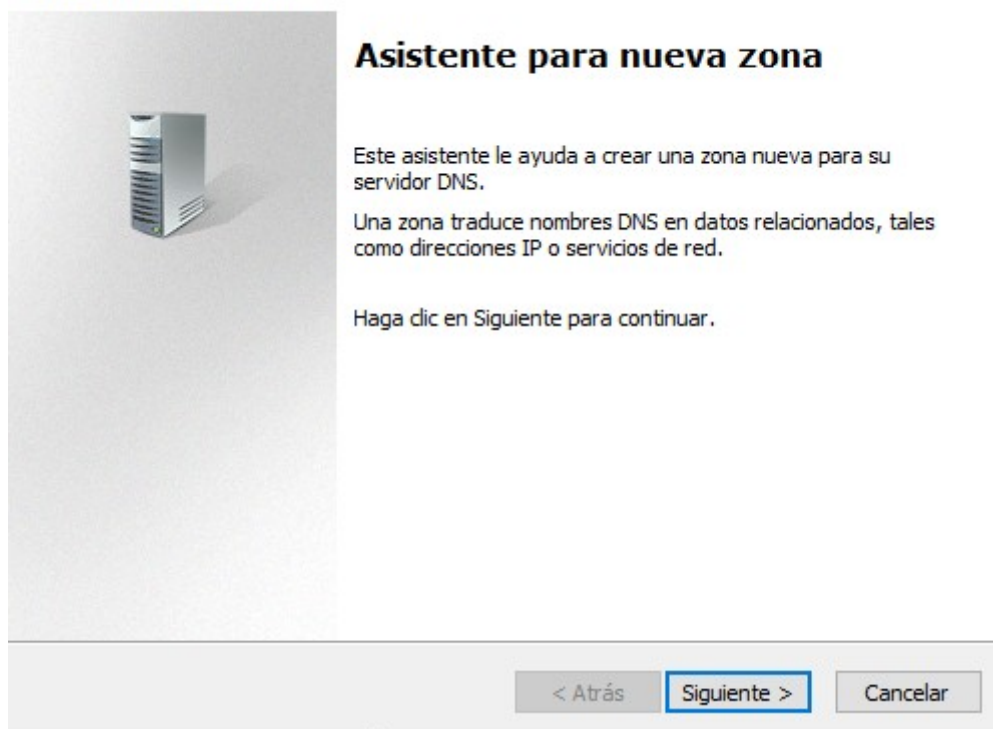 Asistente para nueva zona
Este asistente le ayuda a crear una zona nueva para su
servidor DNS.
Una zona traduce nombres DNS en datos relacionados, tales
como direcciones IP o servicios de red.
Haga clic en Siguiente para continuar.
< Atrás
Siguiente >
Cancelar